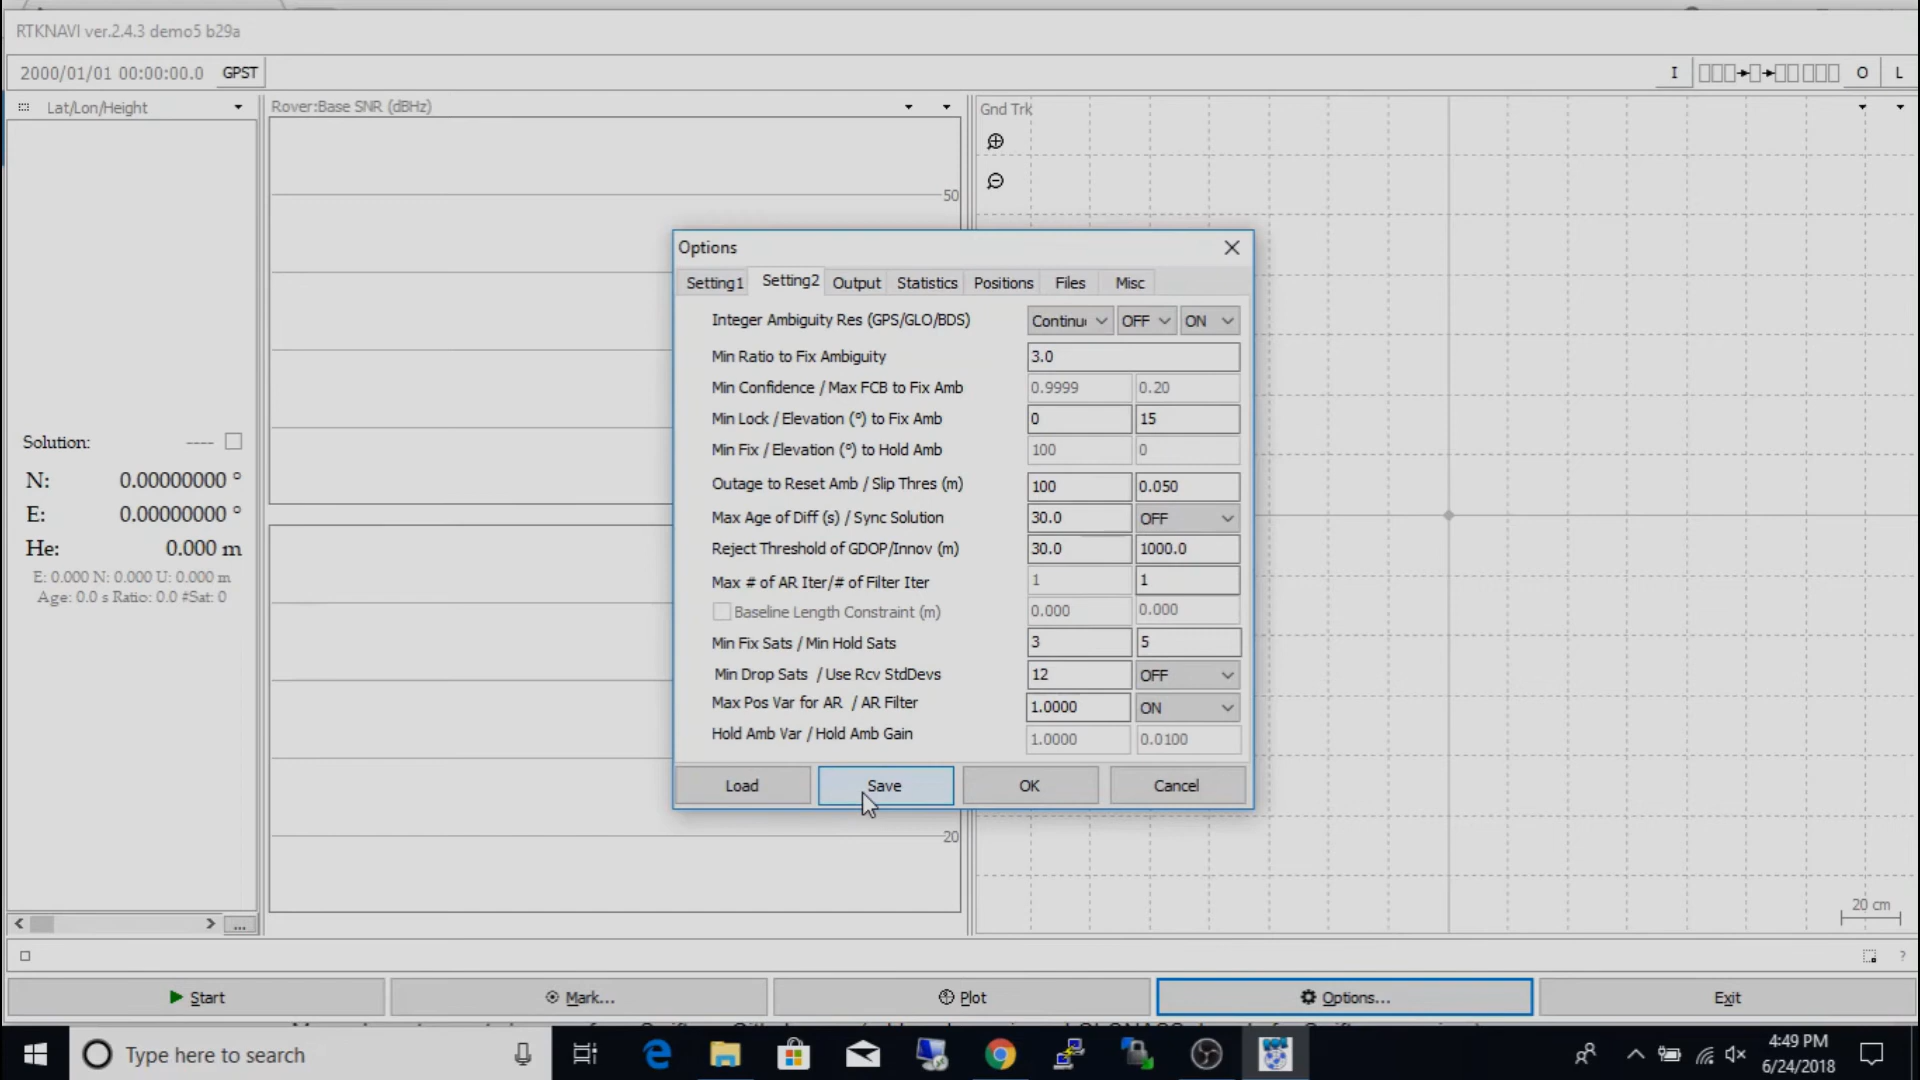 RTKNAVI ver.2.4.3 demo5 b29a
2000/01/01 00:00:00.0 GPST
I
O L
Lat/Lon/Height
Rover:Base SNR (dBHz)
Gnd Trk
50
Options
Setting1 Setting2 Output Statistics Positions Files Misc
Integer Ambiguity Res (GPS/GLO/BDS) Continu OFF ON
Min Ratio to Fix Ambiguity 3.0
Min Confidence / Max FCB to Fix Amb 0.9999 0.20
Min Lock / Elevation (°) to Fix Amb 0 15
Min Fix / Elevation (°) to Hold Amb 100 0
Outage to Reset Amb / Slip Thres (m) 100 0.050
Max Age of Diff (s) / Sync Solution 30.0 OFF
Reject Threshold of GDOP/Innov (m) 30.0 1000.0
Max # of AR Iter/# of Filter Iter 1 1
Baseline Length Constraint (m) 0.000 0.000
Min Fix Sats / Min Hold Sats 3 5
Min Drop Sats / Use Rcv StdDevs 12 OFF
Max Pos Var for AR / AR Filter 1.0000 ON
Hold Amb Var / Hold Amb Gain 1.0000 0.0100
Load Save OK Cancel
Solution: ----
N: 0.00000000 °
E: 0.00000000 °
He: 0.000 m
E: 0.000 N: 0.000 U: 0.000 m
Age: 0.0 s Ratio: 0.0 #Sat: 0
20
20 cm
...
?
Start Mark... Plot Options... Exit
Type here to search
4:49 PM
6/24/2018